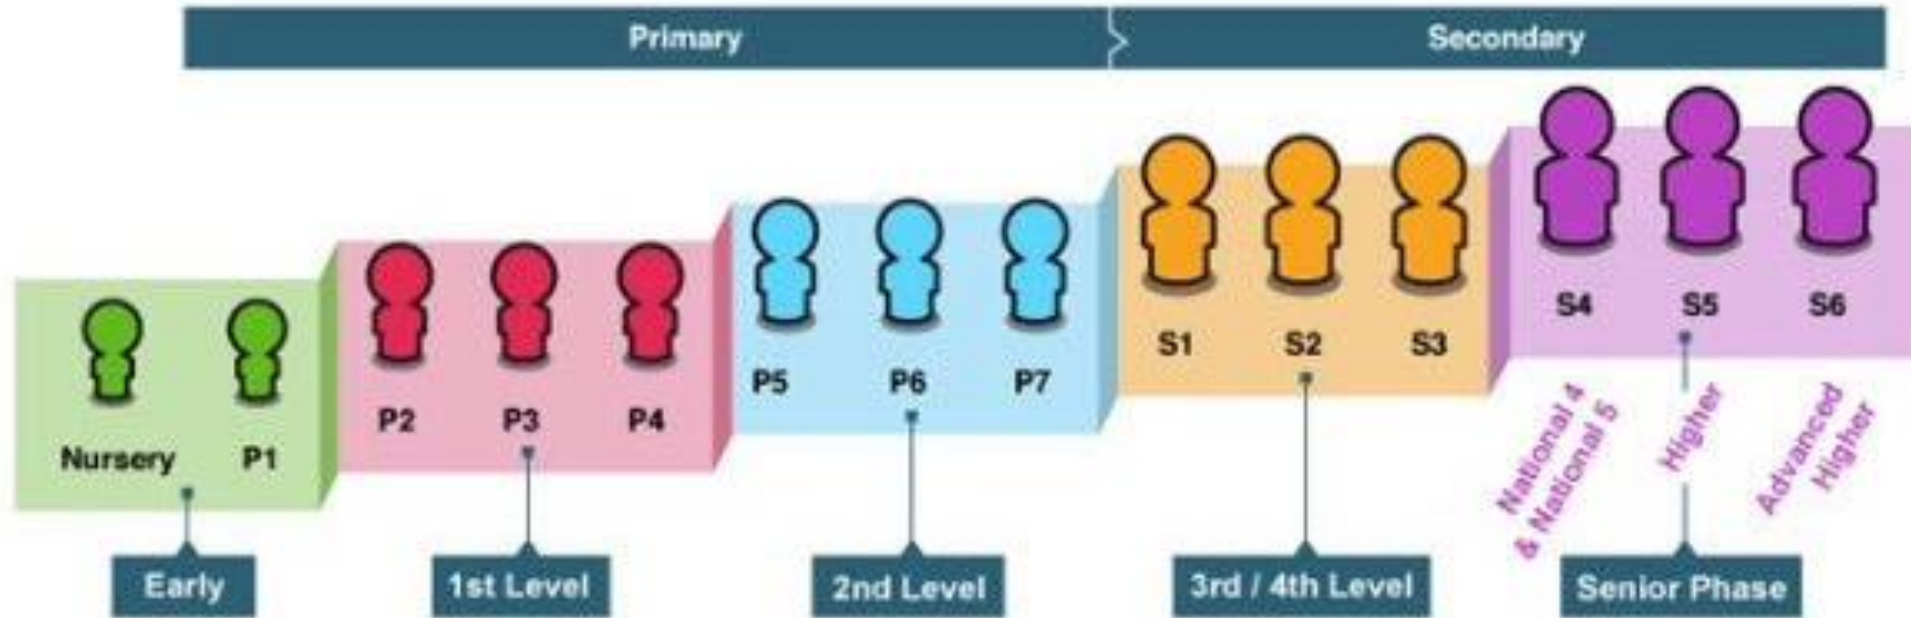 Primary
Secondary
Nursery
P1
P2
P3
P4
P5
P6
P7
S1
S2
S3
S4
S5
S6
National 4
& National 5
Higher
Advanced
Higher
Early
1st Level
2nd Level
3rd / 4th Level
Senior Phase